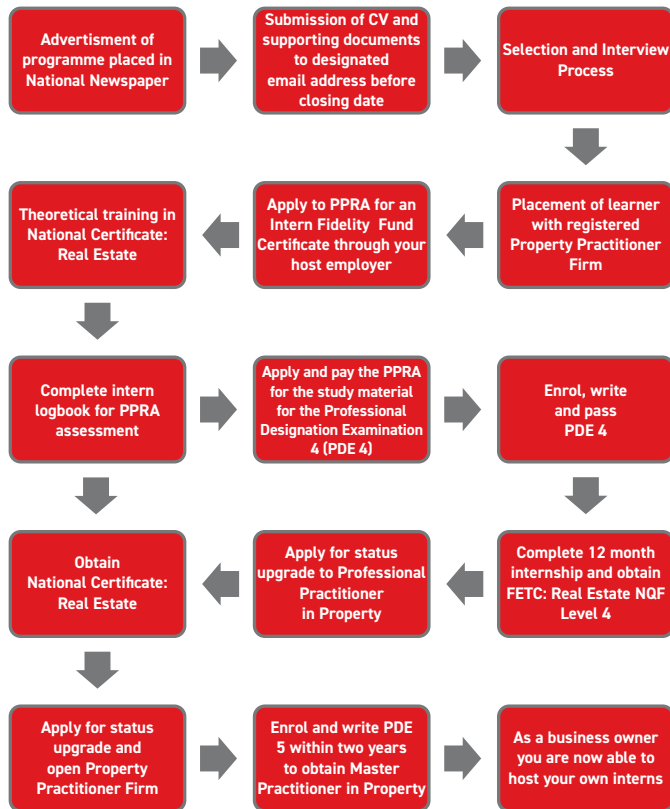 Advertisment of
programme placed in
National Newspaper
Submission of CV and
supporting documents
to designated
email address before
closing date
Selection and Interview
Process
Placement of learner
with registered
Property Practitioner
Firm
Apply to PPRA for an
Intern Fidelity Fund
Certificate through your
host employer
Theoretical training in
National Certificate:
Real Estate
Complete intern
logbook for PPRA
assessment
Apply and pay the PPRA
for the study material
for the Professional
Designation Examination
4 (PDE 4)
Enrol, write
and pass
PDE 4
Complete 12 month
internship and obtain
FETC: Real Estate NQF
Level 4
Apply for status
upgrade to Professional
Practitioner
in Property
Obtain
National Certificate:
Real Estate
Apply for status
upgrade and
open Property
Practitioner Firm
Enrol and write PDE
5 within two years
to obtain Master
Practitioner in Property
As a business owner
you are now able to
host your own interns